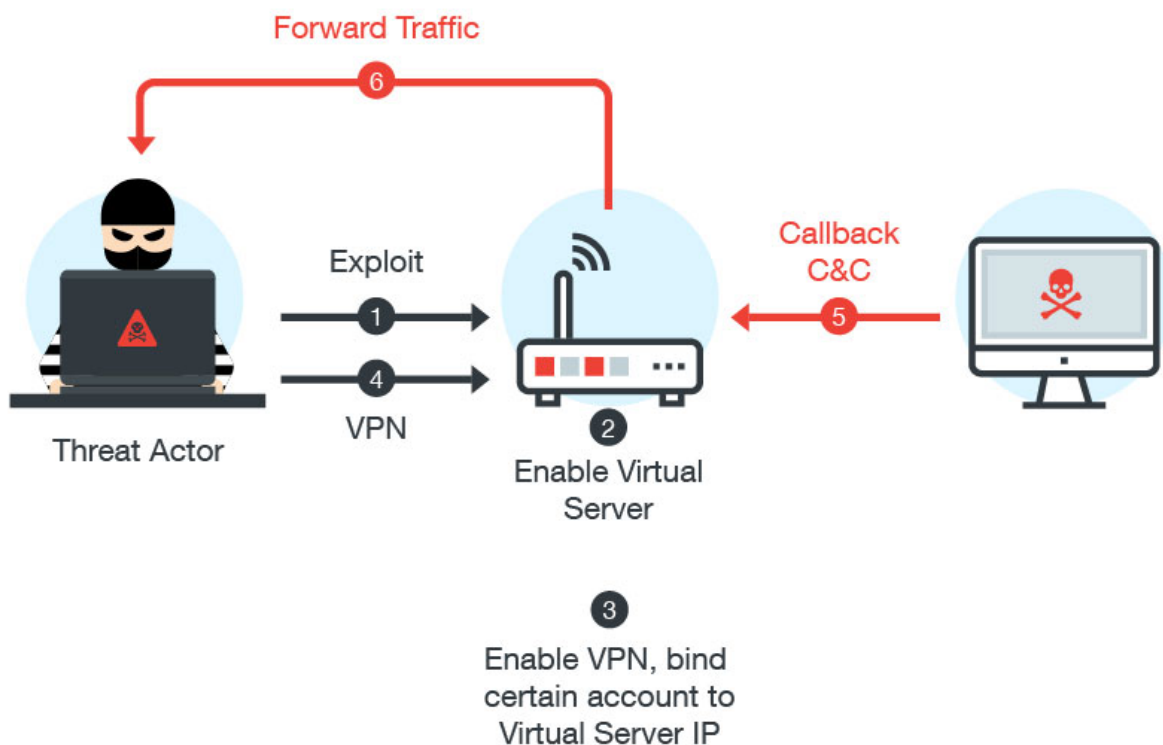 Forward Traffic
6
Exploit
1
4
VPN
Threat Actor
2
Enable Virtual
Server
Callback
C&C
5
3
Enable VPN, bind
certain account to
Virtual Server IP